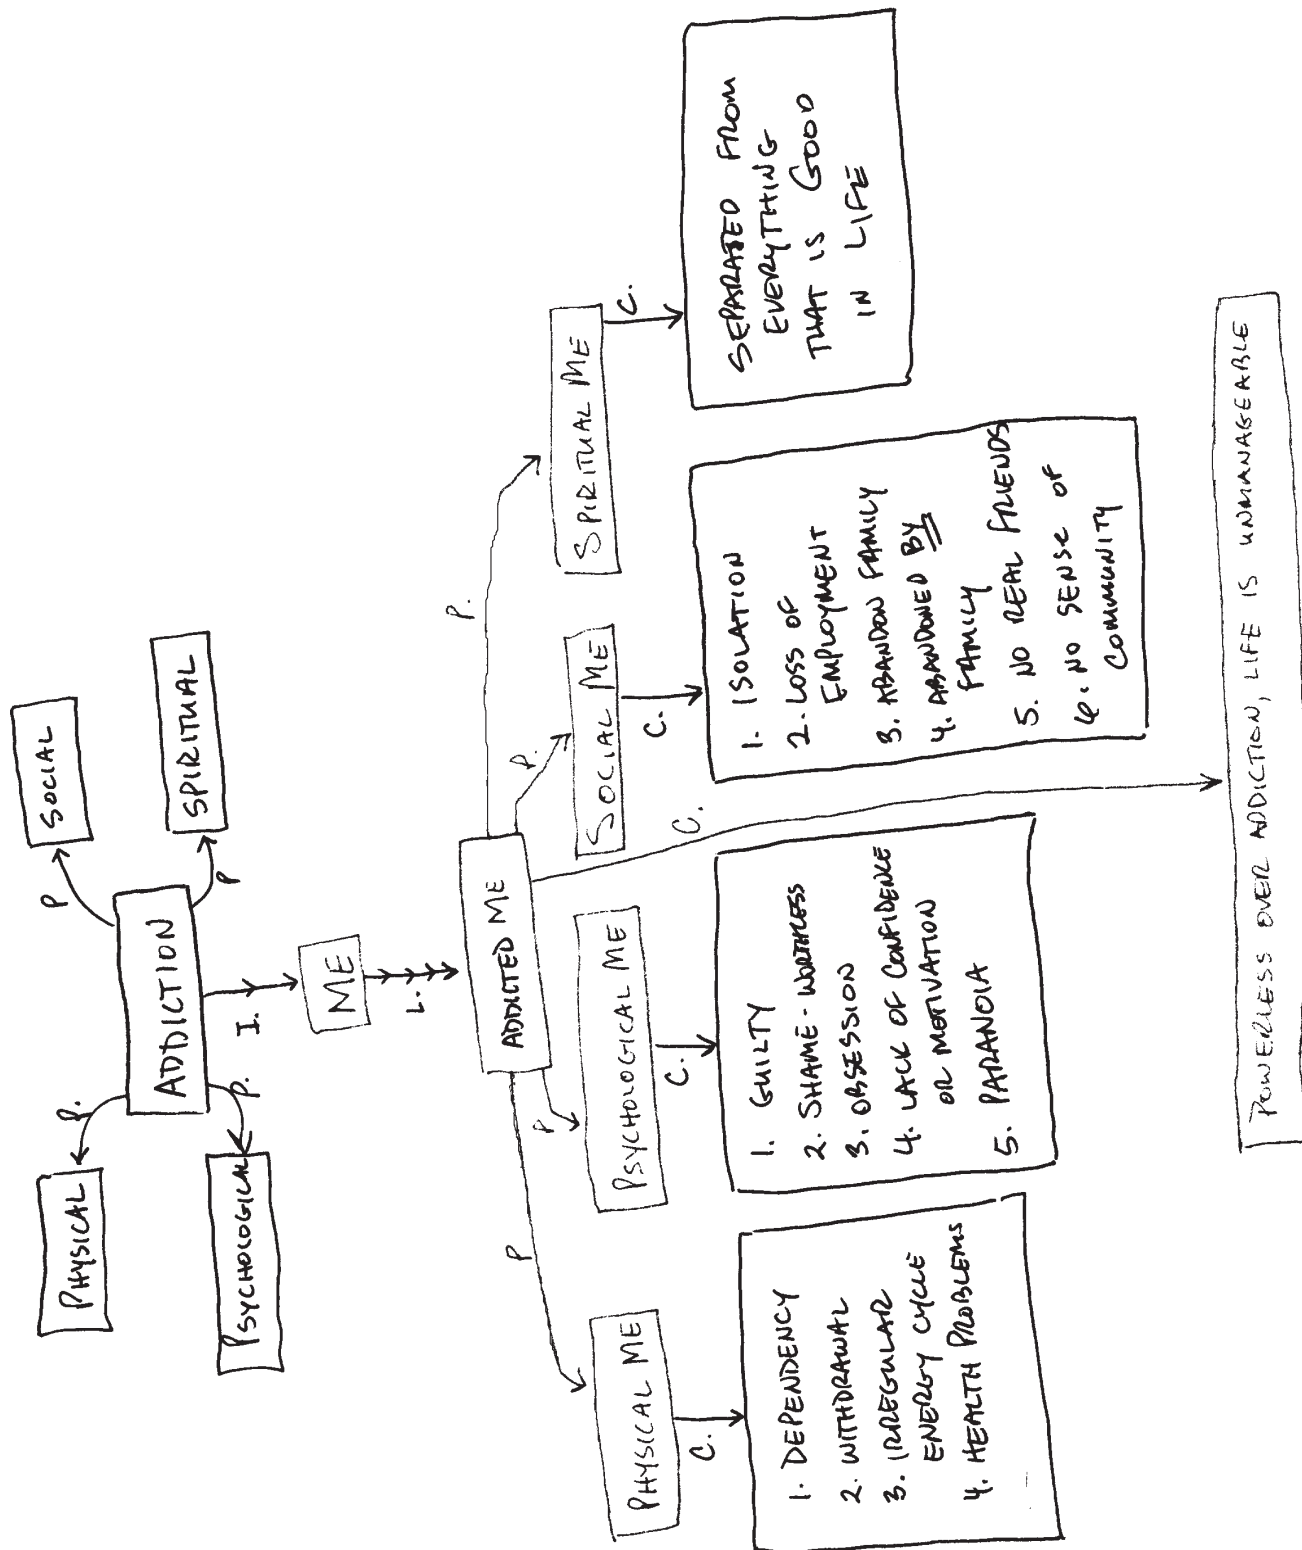 PHYSICAL
SOCIAL
P.
P
ADDICTION
PSYCHOLOGICAL
P.
P
SPIRITUAL
I.
ME
L.
ADDICTED ME
P
P
P.
P.
PHYSICAL ME
C.
1. DEPENDENCY
2. WITHDRAWAL
3. IRREGULAR
ENERGY CYCLE
4. HEALTH PROBLEMS
PSYCHOLOGICAL ME
C.
1. GUILTY
2. SHAME - WORTHLESS
3. OBSESSION
4. LACK OF CONFIDENCE
OR MOTIVATION
5. PARANOIA
SOCIAL ME
C.
1. ISOLATION
2. LOSS OF
EMPLOYMENT
3. ABANDON FAMILY
4. ABANDONED BY
FAMILY
5. NO REAL FRIENDS
6. NO SENSE OF
COMMUNITY
SPIRITUAL ME
C.
SEPARATED FROM
EVERYTHING
THAT IS GOOD
IN LIFE
C.
POWERLESS OVER ADDICTION, LIFE IS UNMANAGEABLE